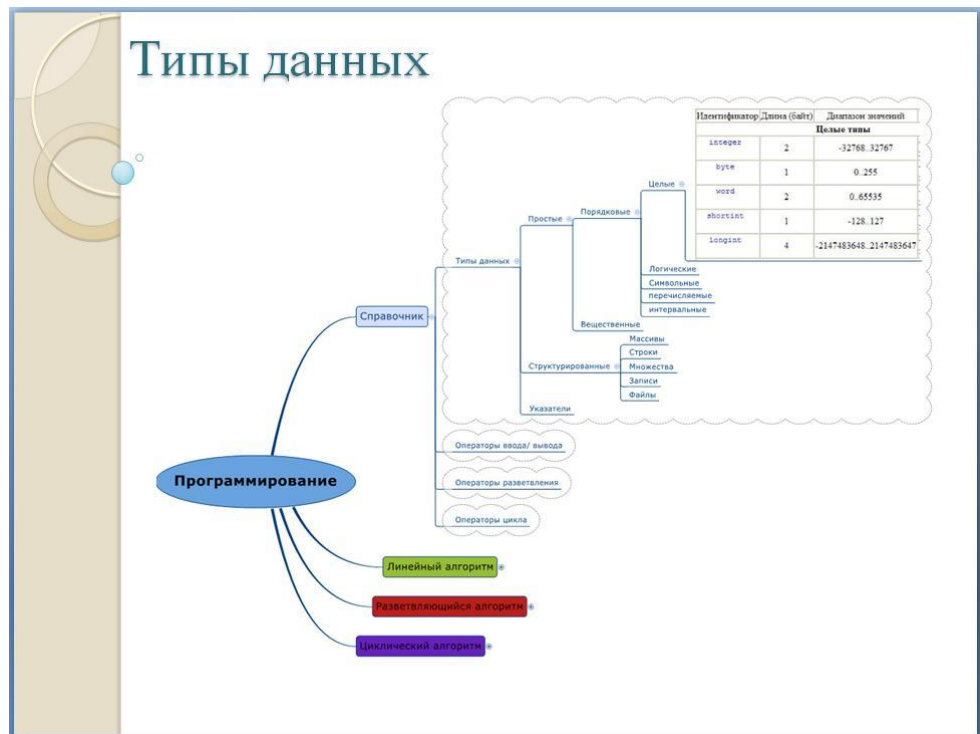 Типы данных
Идентификатор Длина (байт) Диапазон значений
Целые типы
integer 2 -32768..32767
byte 1 0..255
word 2 0..65535
shortint 1 -128..127
longint 4 -2147483648..2147483647
Целые
Порядковые
Простые
Типы данных
Логические
Символьные
перечисляемые
интервальные
Вещественные
Справочник
Массивы
Строки
Структурированные
Множества
Записи
Файлы
Указатели
Операторы ввода/ вывода
Программирование
Операторы разветвления
Операторы цикла
Линейный алгоритм
Разветвляющийся алгоритм
Циклический алгоритм